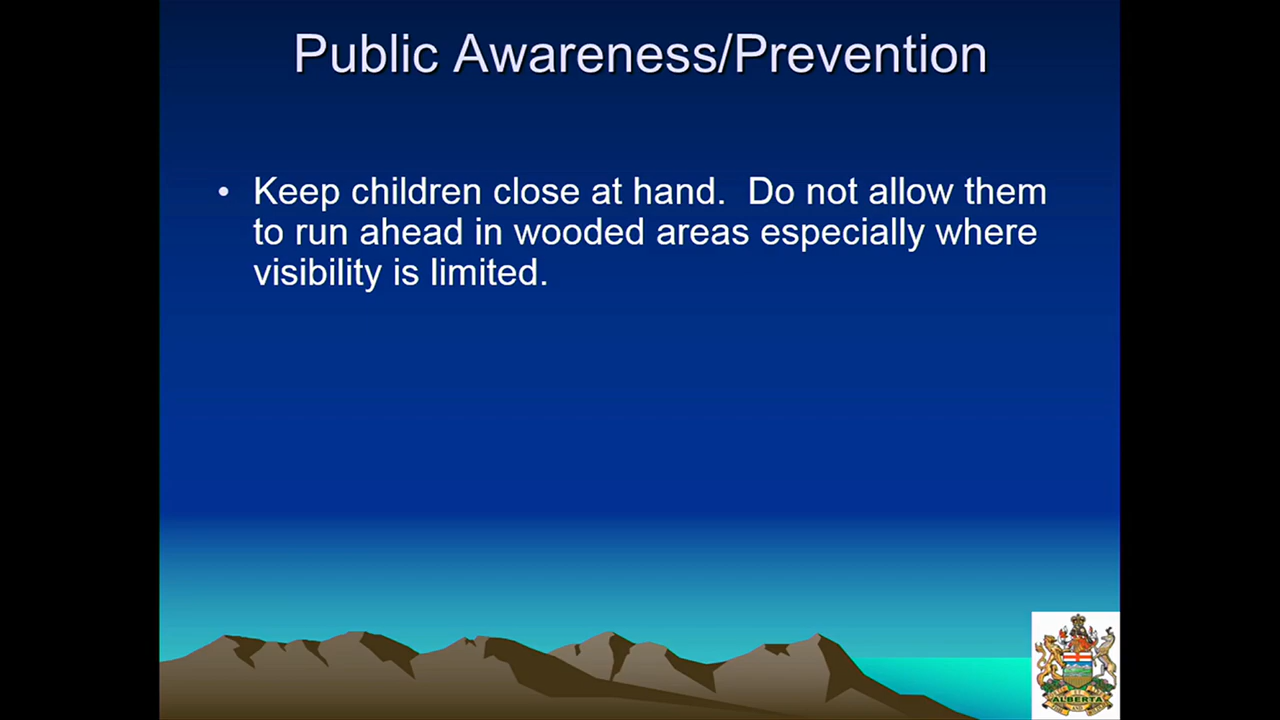 Public Awareness/Prevention
• Keep children close at hand.  Do not allow them
to run ahead in wooded areas especially where
visibility is limited.
ALBERTA